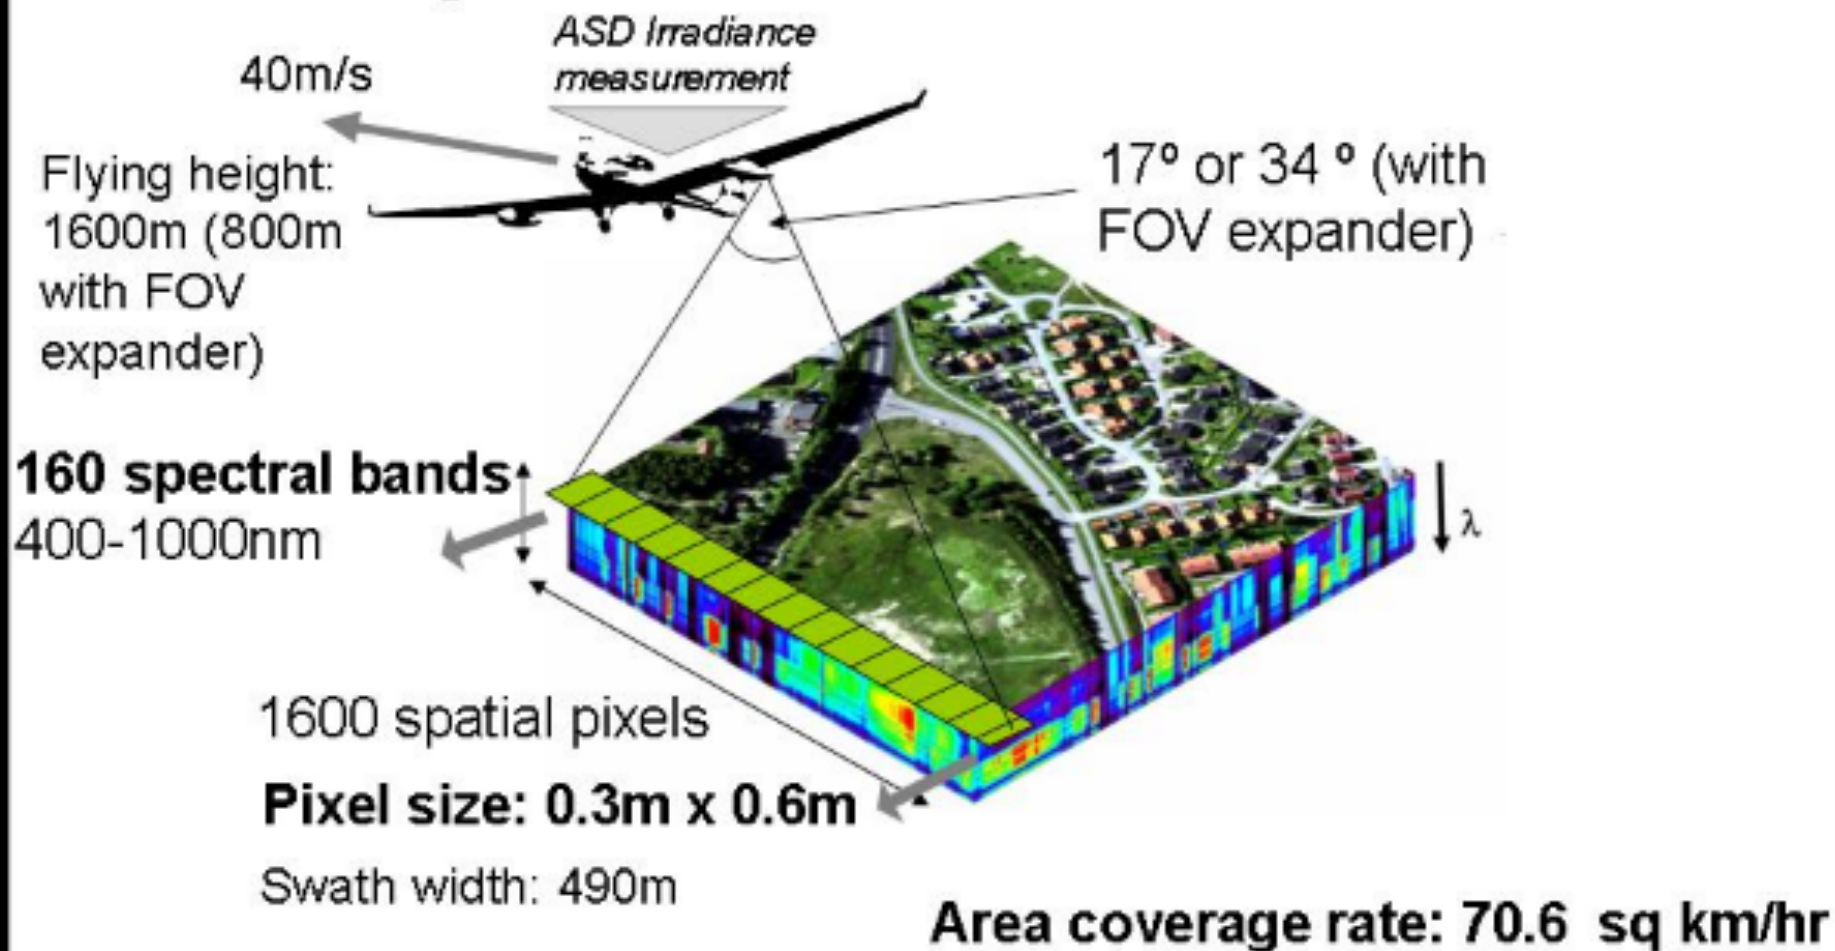 ASD Irradiance
measurement
40m/s
Flying height:
1600m (800m
with FOV
expander)
17º or 34 º (with
FOV expander)
160 spectral bands
400-1000nm
λ
1600 spatial pixels
Pixel size: 0.3m x 0.6m
Swath width: 490m
Area coverage rate: 70.6 sq km/hr